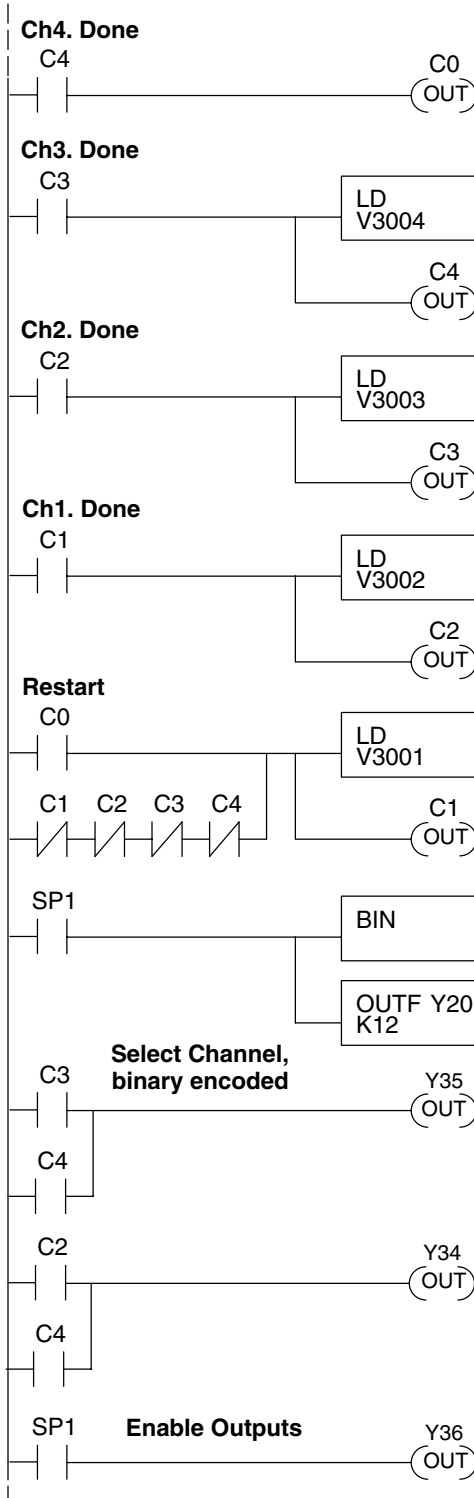 Ch4. Done
C4
C0
OUT
Ch3. Done
C3
LD
V3004
C4
OUT
Ch2. Done
C2
LD
V3003
C3
OUT
Ch1. Done
C1
LD
V3002
C2
OUT
Restart
C0
LD
V3001
C1 C2 C3 C4
C1
OUT
SP1
BIN
OUTF Y20
K12
Select Channel,
binary encoded
C3
Y35
OUT
C4
C2
Y34
OUT
C4
SP1
Enable Outputs
Y36
OUT